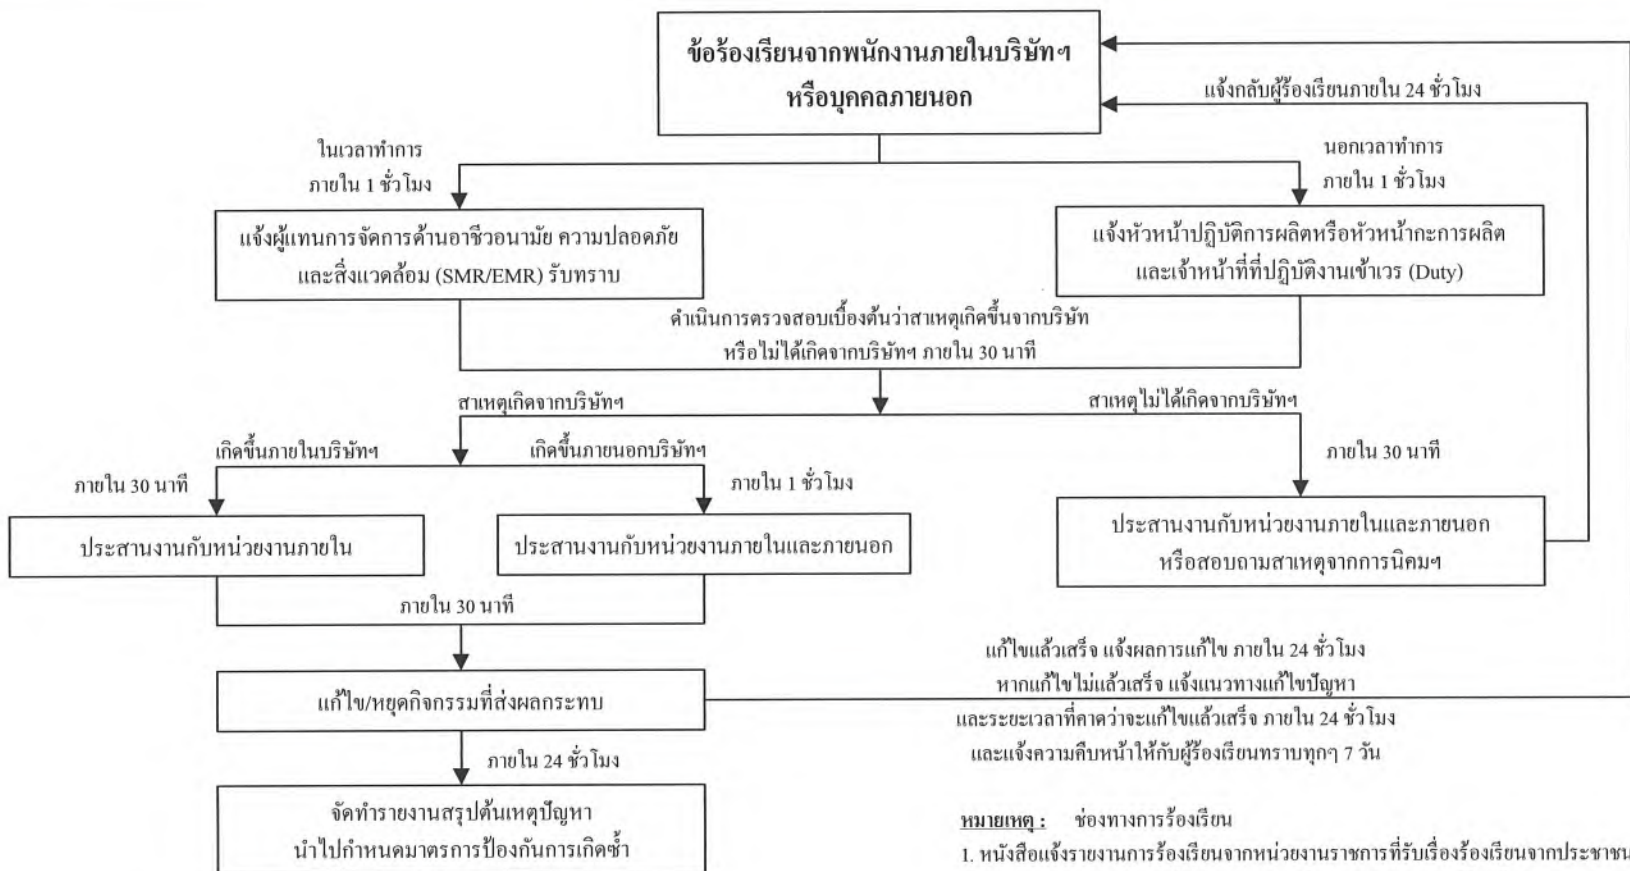 ข้อร้องเรียนจากพนักงานภายในบริษัทฯ
หรือบุคคลภายนอก
แจ้งกลับผู้ร้องเรียนภายใน 24 ชั่วโมง
ในเวลาทำการ
ภายใน 1 ชั่วโมง
นอกเวลาทำการ
ภายใน 1 ชั่วโมง
แจ้งผู้แทนการจัดการด้านอาชีวอนามัย ความปลอดภัย
และสิ่งแวดล้อม (SMR/EMR) รับทราบ
แจ้งหัวหน้าปฏิบัติการผลิตหรือหัวหน้ากะการผลิต
และเจ้าหน้าที่ที่ปฏิบัติงานเข้าเวร (Duty)
ดำเนินการตรวจสอบเบื้องต้นว่าสาเหตุเกิดขึ้นจากบริษัท
หรือไม่ได้เกิดจากบริษัทฯ ภายใน 30 นาที
สาเหตุเกิดจากบริษัทฯ
สาเหตุไม่ได้เกิดจากบริษัทฯ
เกิดขึ้นภายในบริษัทฯ
เกิดขึ้นภายนอกบริษัทฯ
ภายใน 30 นาที
ภายใน 1 ชั่วโมง
ภายใน 30 นาที
ประสานงานกับหน่วยงานภายใน
ประสานงานกับหน่วยงานภายในและภายนอก
ประสานงานกับหน่วยงานภายในและภายนอก
หรือสอบถามสาเหตุจากการนิคมฯ
ภายใน 30 นาที
แก้ไข/หยุดกิจกรรมที่ส่งผลกระทบ
แก้ไขแล้วเสร็จ แจ้งผลการแก้ไข ภายใน 24 ชั่วโมง
หากแก้ไขไม่แล้วเสร็จ แจ้งแนวทางแก้ไขปัญหา
และระยะเวลาที่คาดว่าจะแก้ไขแล้วเสร็จ ภายใน 24 ชั่วโมง
และแจ้งความคืบหน้าให้กับผู้ร้องเรียนทราบทุกๆ 7 วัน
ภายใน 24 ชั่วโมง
จัดทำรายงานสรุปต้นเหตุปัญหา
นำไปกำหนดมาตรการป้องกันการเกิดซ้ำ
หมายเหตุ : ช่องทางการร้องเรียน
1. หนังสือแจ้งรายงานการร้องเรียนจากหน่วยงานราชการที่รับเรื่องร้องเรียนจากประชาชน